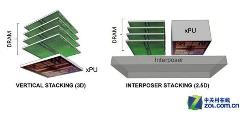 DRAM
xPU
VERTICAL STACKING (3D)
DRAM
xPU
Interposer
INTERPOSER STACKING (2.5D)
中关村在线
zol.com.cn